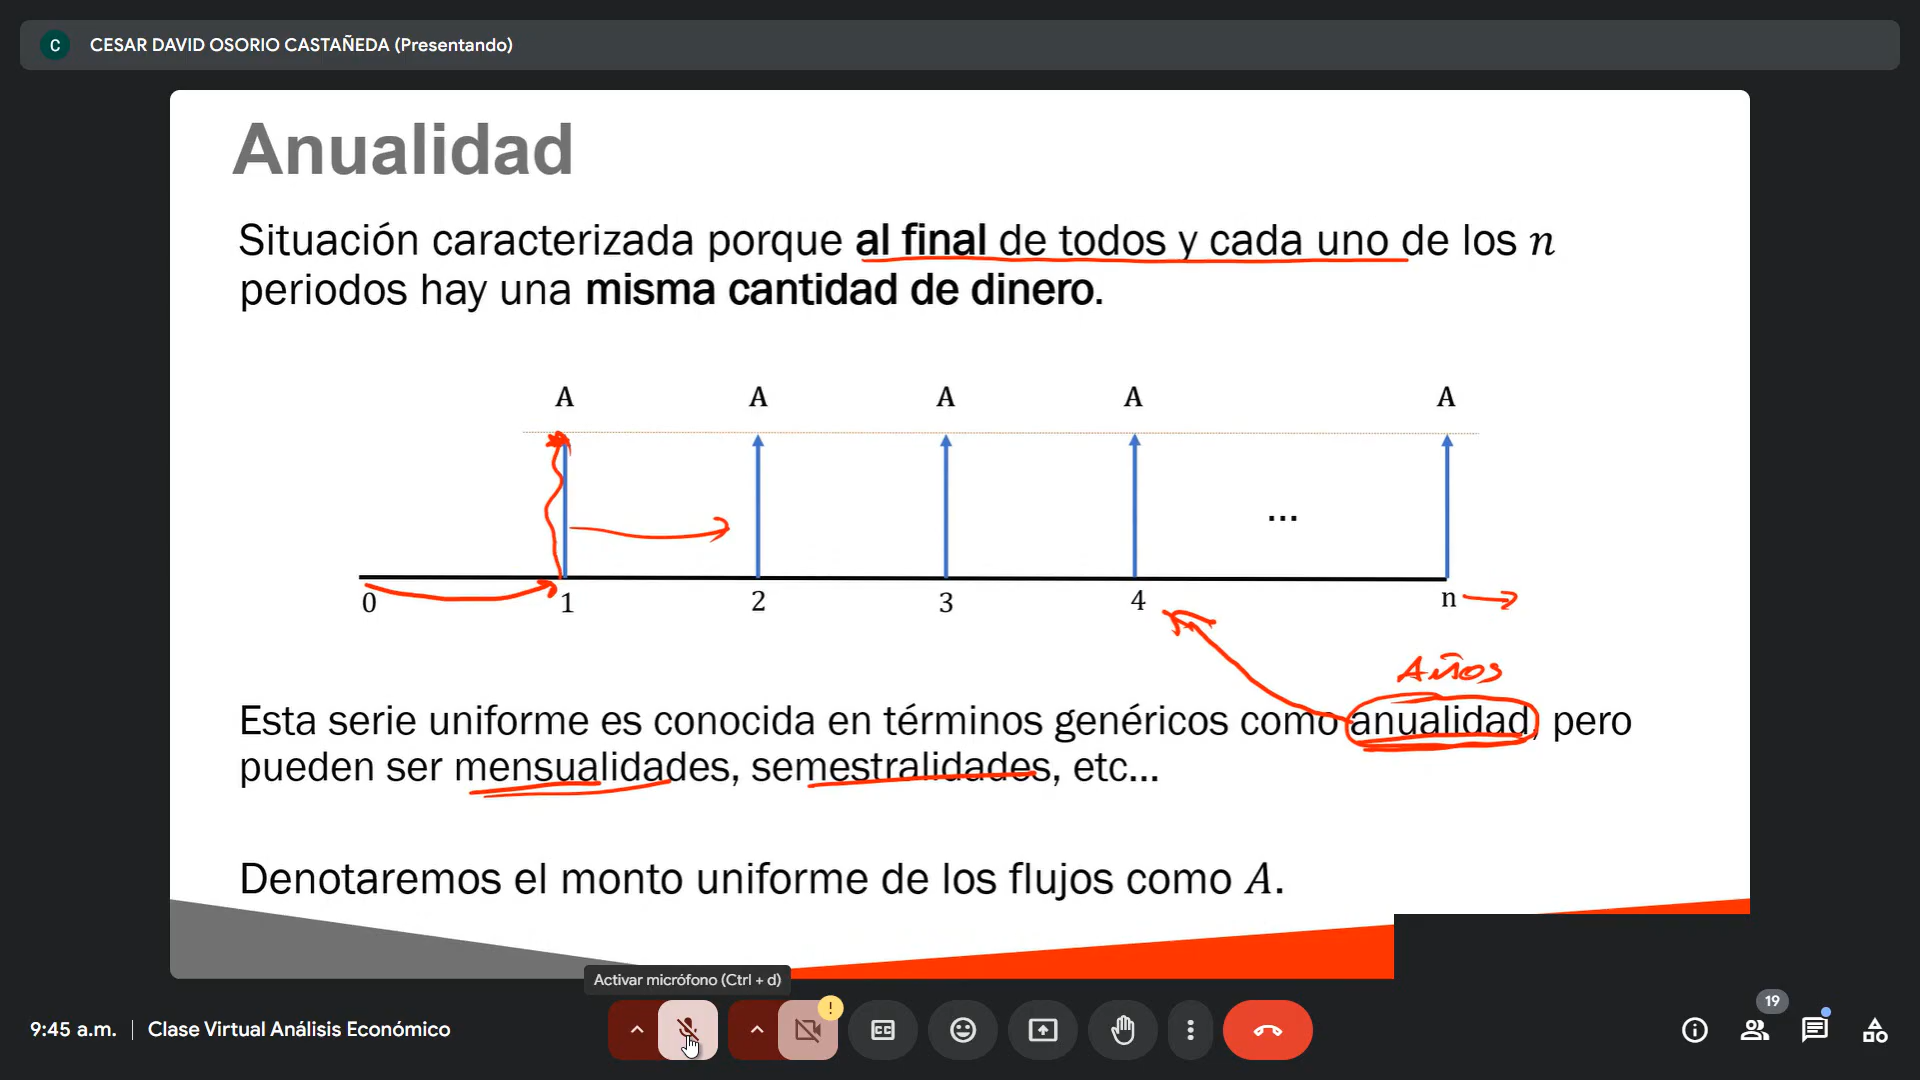 C CESAR DAVID OSORIO CASTAÑEDA (Presentando)
Anualidad
Situación caracterizada porque al final de todos y cada uno de los n
periodos hay una misma cantidad de dinero.
A A A A A
...
0 1 2 3 4 n
Años
Esta serie uniforme es conocida en términos genéricos como anualidad, pero
pueden ser mensualidades, semestralidades, etc...
Denotaremos el monto uniforme de los flujos como A.
Activar micrófono (Ctrl + d)
!
19
9:45 a.m. | Clase Virtual Análisis Económico
CC